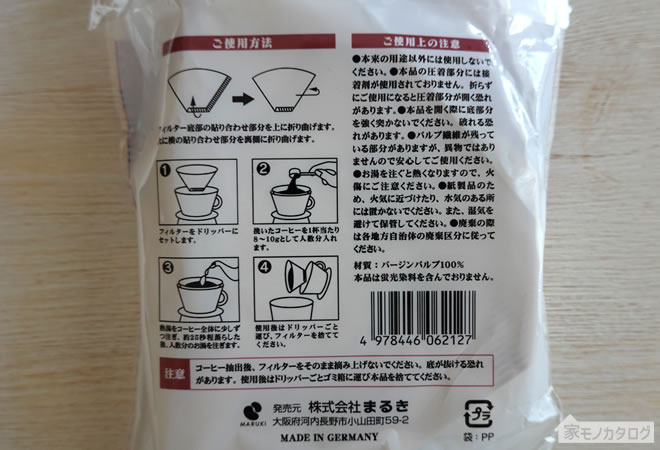 ご使用方法
フィルター底部の貼り合わせ部分を上に折り曲げます。
次に横の貼り合わせ部分を裏側に折り曲げます。
1
フィルターをドリッパーに
セットします。
2
挽いたコーヒーを1杯当たり
8〜10gとして人数分入れ
ます。
3
熱湯をコーヒー全体に少しず
つ注ぎ、約25秒程蒸らした
後、人数分のお湯を注ぎます。
4
使用後はドリッパーごと
運び、フィルターを捨て
てください。
ご使用上の注意
●本来の用途以外には使用しないで
ください。●本品の圧着部分には接
着剤が使用されておりません。折らず
にご使用になると圧着部分が開く恐れ
があります。●本品を開く際に底部分
を強く突かないでください。破れる恐
れがあります。●パルプ繊維が残って
いる部分がありますが、異物ではあり
ませんので安心してご使用ください。
●お湯を注ぐと熱くなりますので、火
傷にご注意ください。●紙製品のた
め、火気に近づけたり、水気のある所
には置かないでください。また、湿気を
避けて保管してください。●廃棄の際
は各地方自治体の廃棄区分に従って
ください。
材質：バージンパルプ100%
本品は蛍光染料を含んでおりません。
4 978446 062127
注意
コーヒー抽出後、フィルターをそのまま摘み上げないでください。底が抜ける恐れ
があります。使用後はドリッパーごとゴミ箱に運び本品を捨ててください。
MARUKI
発売元 株式会社まるき
大阪府河内長野市小山田町59-2
MADE IN GERMANY
プラ
袋：PP
家モノカタログ